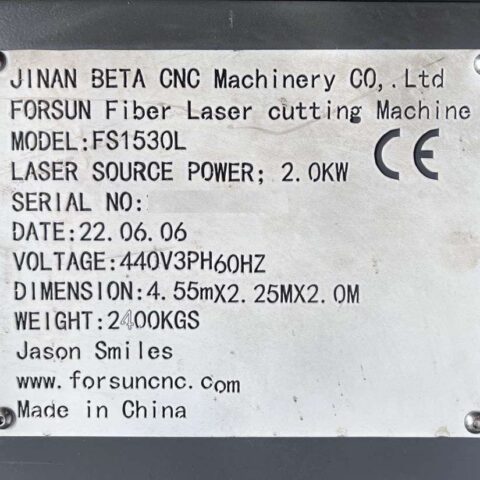 JINAN BETA CNC Machinery CO,.Ltd
FORSUN Fiber Laser cutting Machine
MODEL:FS1530L
LASER SOURCE POWER; 2.0KW
SERIAL NO:
DATE:22.06.06
VOLTAGE:440V3PH60HZ
DIMENSION:4.55mX2.25MX2.0M
WEIGHT:2400KGS
Jason Smiles
www.forsuncnc.com
Made in China
CE